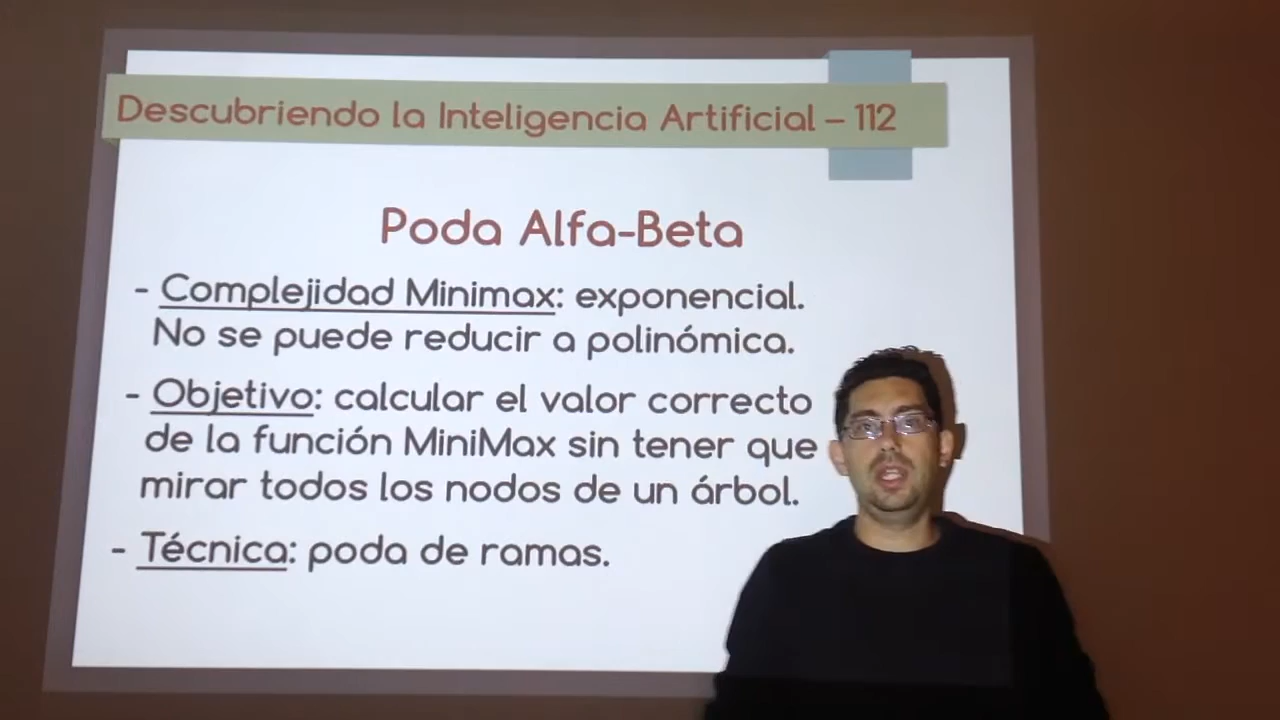 Descubriendo la Inteligencia Artificial – 112
Poda Alfa-Beta
- Complejidad Minimax: exponencial.
No se puede reducir a polinómica.
- Objetivo: calcular el valor correcto
de la función MiniMax sin tener que
mirar todos los nodos de un árbol.
- Técnica: poda de ramas.